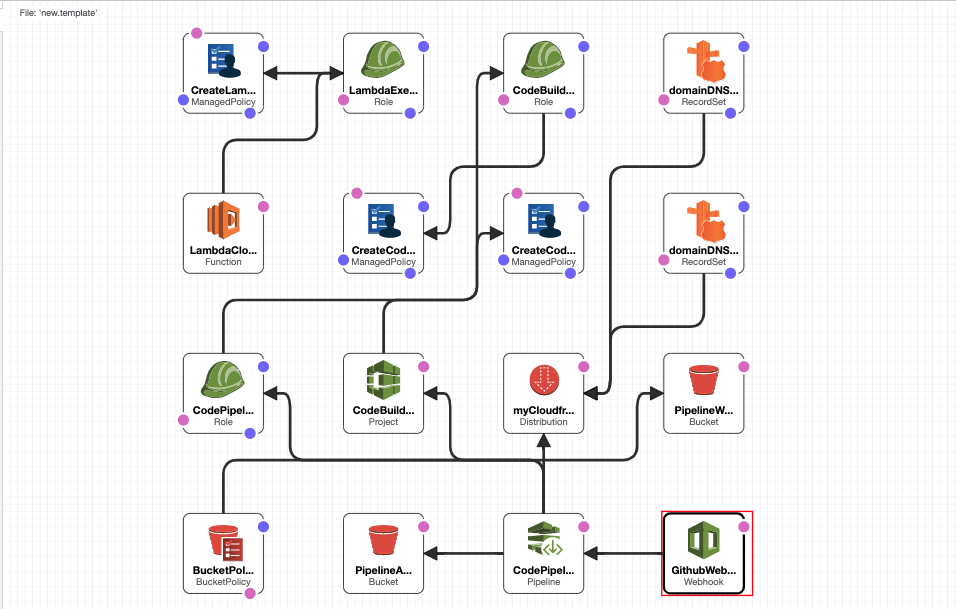 File: 'new.template'
CreateLam...
ManagedPolicy
LambdaExe...
Role
CodeBuild...
Role
domainDNS...
RecordSet
LambdaClo...
Function
CreateCod...
ManagedPolicy
CreateCod...
ManagedPolicy
domainDNS...
RecordSet
CodePipel...
Role
CodeBuild...
Project
myCloudfr...
Distribution
PipelineW...
Bucket
BucketPol...
BucketPolicy
PipelineA...
Bucket
CodePipel...
Pipeline
GithubWeb...
Webhook